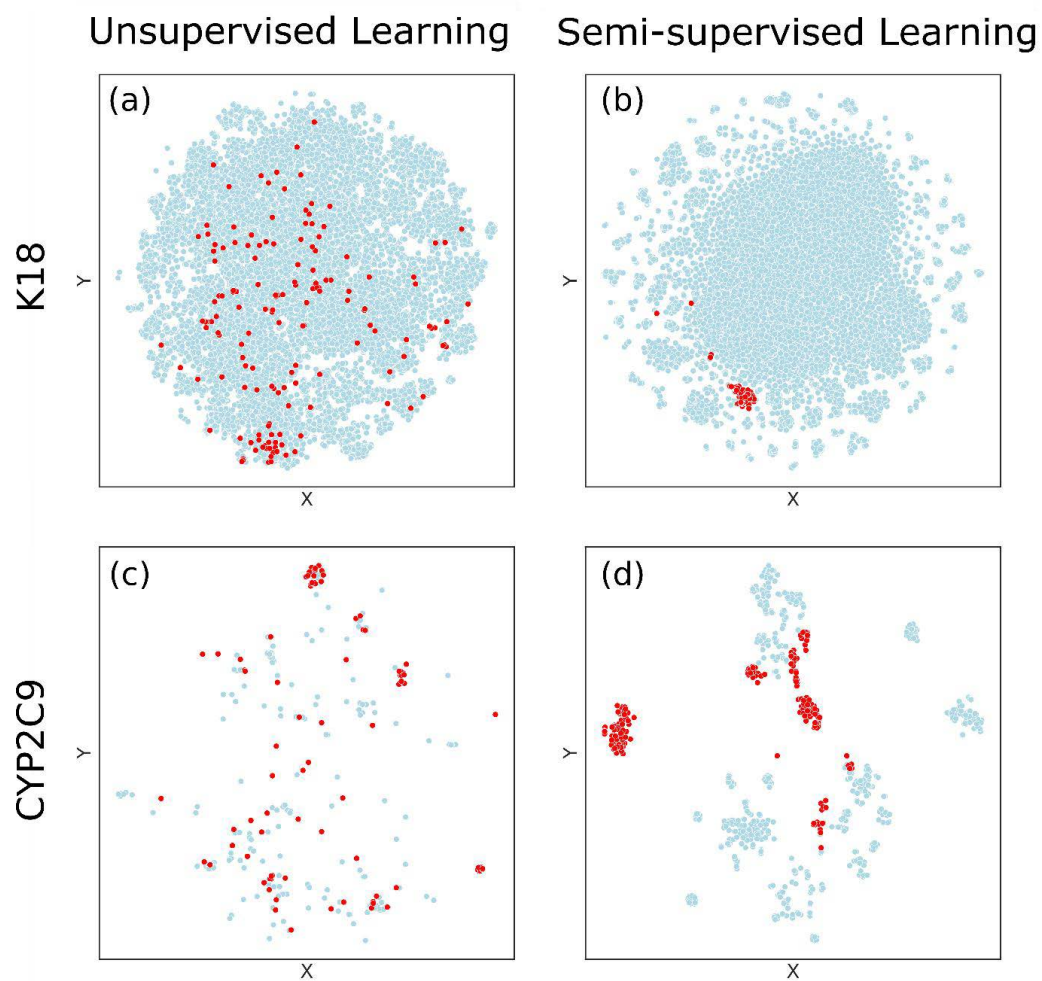 Unsupervised Learning
Semi-supervised Learning
K18
(a)
Y
X
(b)
Y
X
CYP2C9
(c)
Y
X
(d)
Y
X